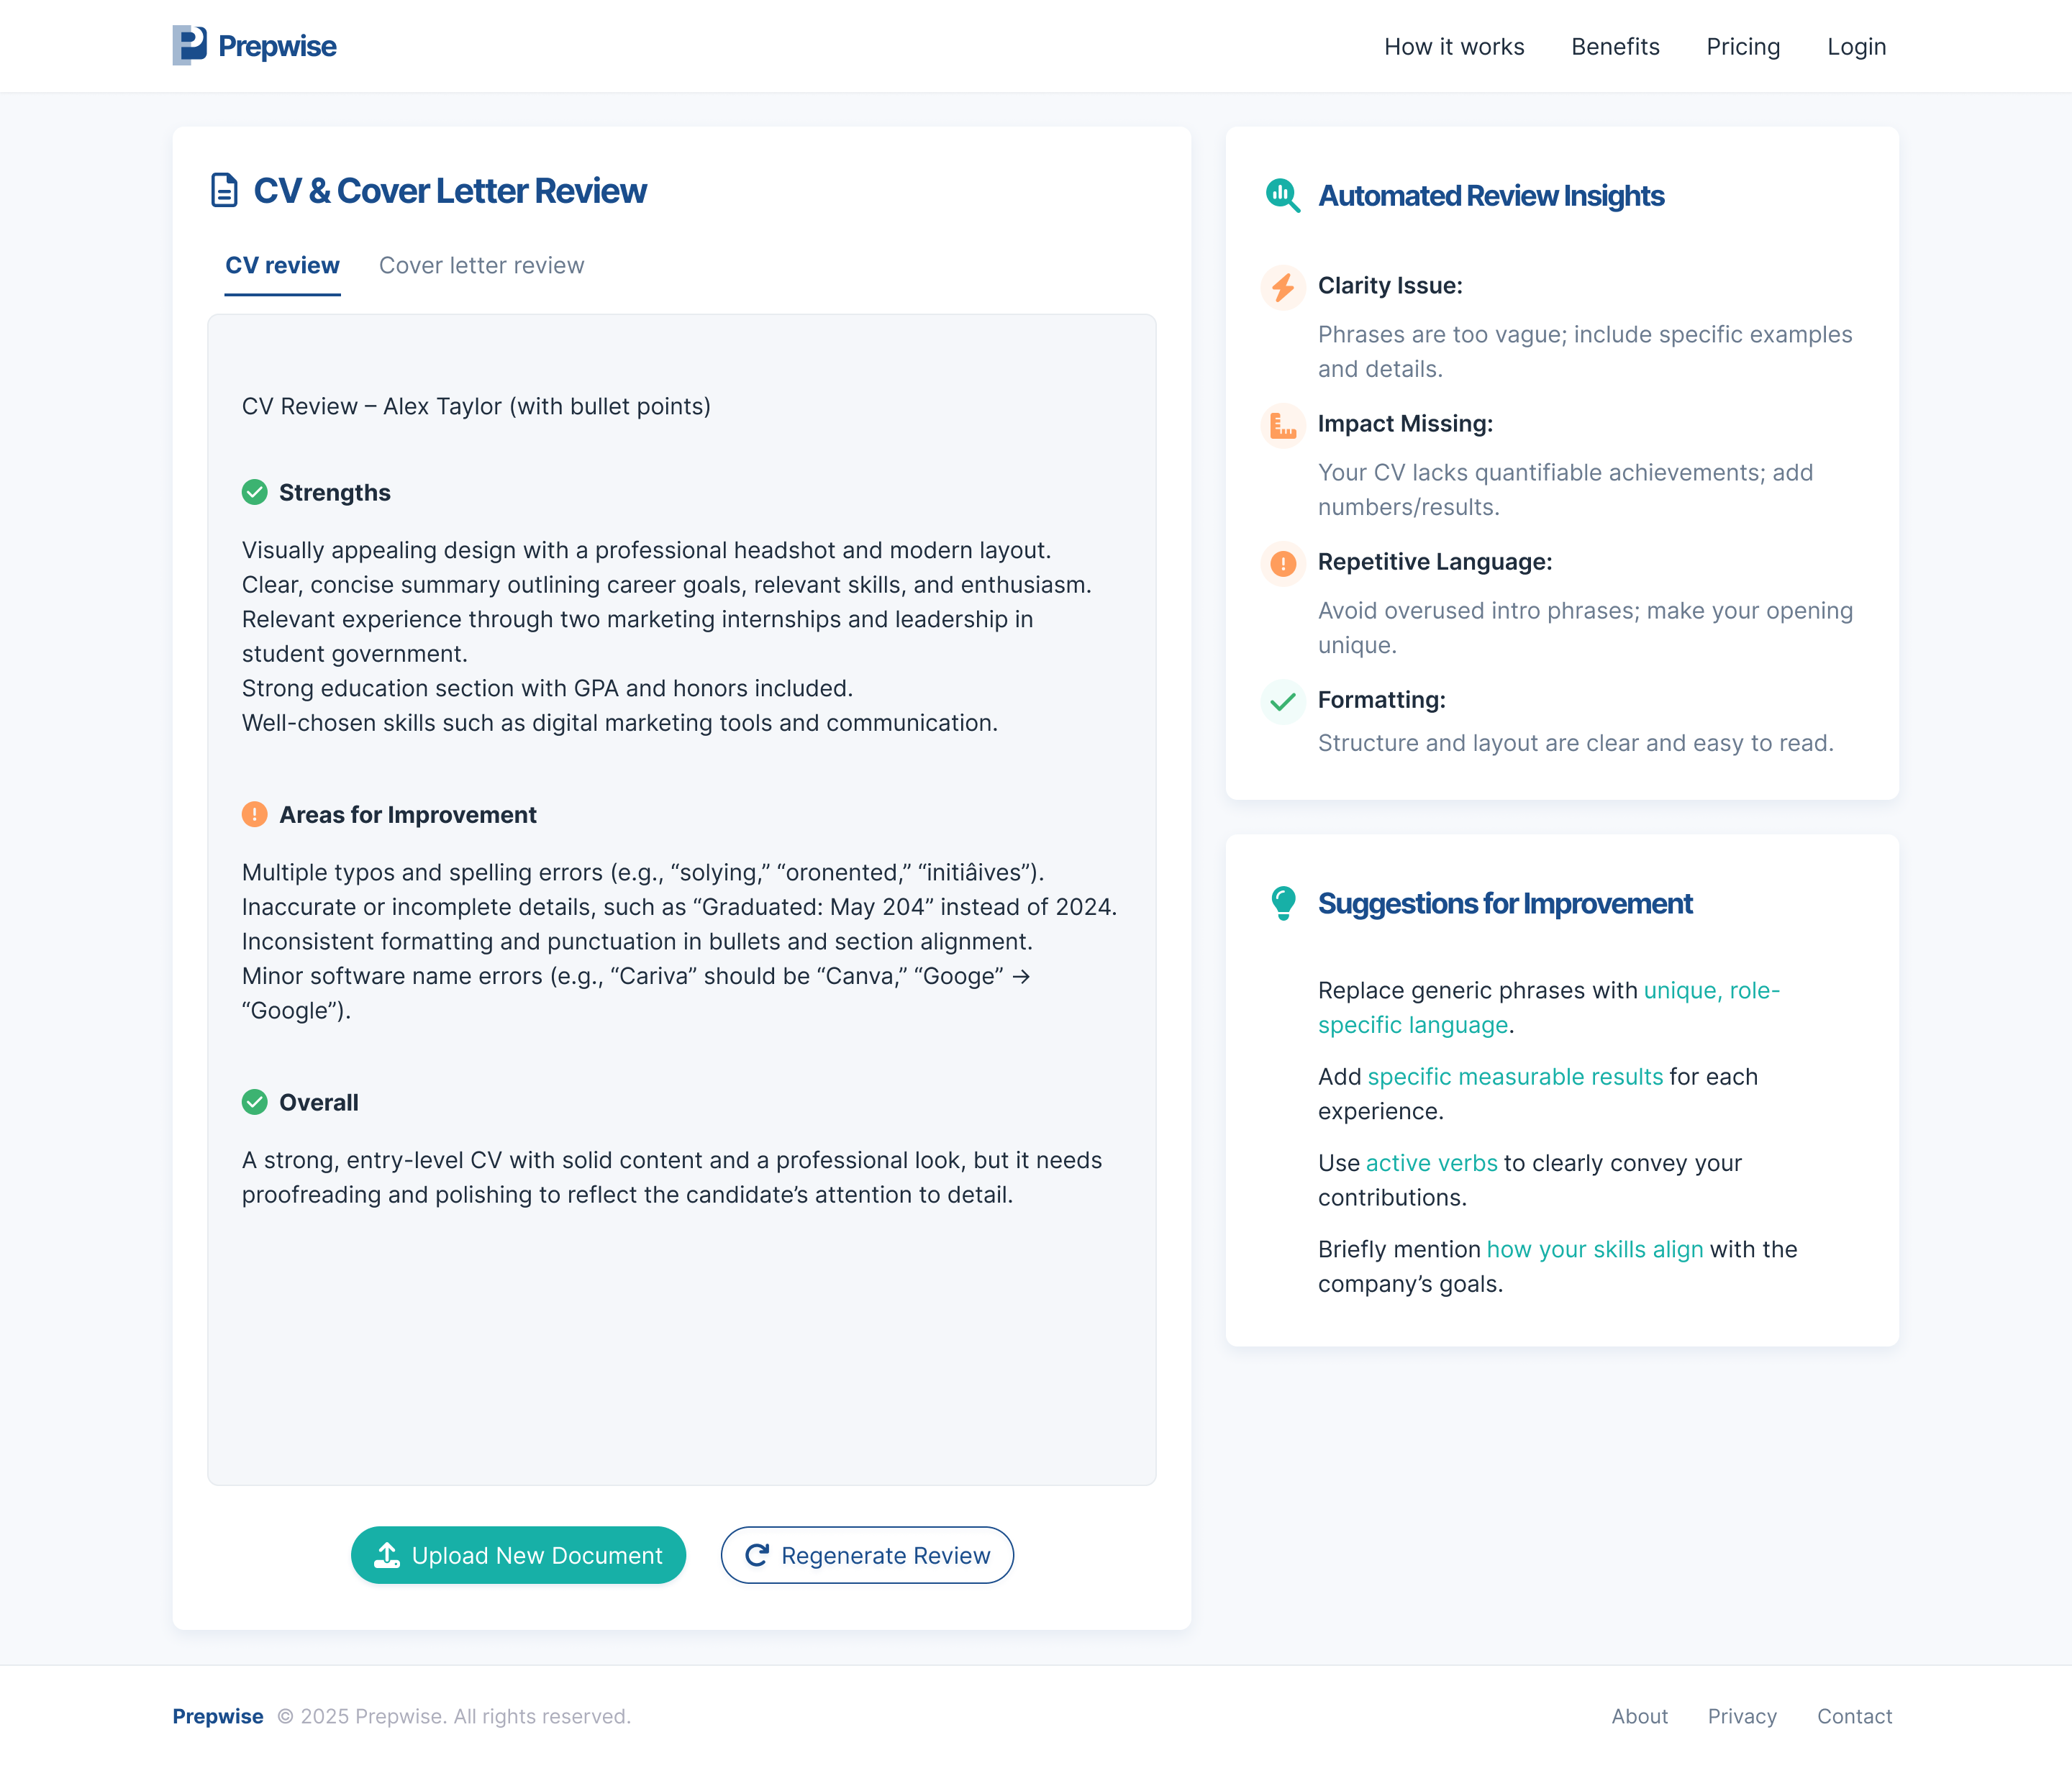 Prepwise
How it works
Benefits
Pricing
Login
CV & Cover Letter Review
CV review
Cover letter review
CV Review – Alex Taylor (with bullet points)
Strengths
Visually appealing design with a professional headshot and modern layout.
Clear, concise summary outlining career goals, relevant skills, and enthusiasm.
Relevant experience through two marketing internships and leadership in
student government.
Strong education section with GPA and honors included.
Well-chosen skills such as digital marketing tools and communication.
Areas for Improvement
Multiple typos and spelling errors (e.g., “solying,” “oronented,” “initiâives”).
Inaccurate or incomplete details, such as “Graduated: May 204” instead of 2024.
Inconsistent formatting and punctuation in bullets and section alignment.
Minor software name errors (e.g., “Cariva” should be “Canva,” “Googe” →
“Google”).
Overall
A strong, entry-level CV with solid content and a professional look, but it needs
proofreading and polishing to reflect the candidate’s attention to detail.
Upload New Document
Regenerate Review
Automated Review Insights
Clarity Issue:
Phrases are too vague; include specific examples
and details.
Impact Missing:
Your CV lacks quantifiable achievements; add
numbers/results.
Repetitive Language:
Avoid overused intro phrases; make your opening
unique.
Formatting:
Structure and layout are clear and easy to read.
Suggestions for Improvement
Replace generic phrases with unique, role-
specific language.
Add specific measurable results for each
experience.
Use active verbs to clearly convey your
contributions.
Briefly mention how your skills align with the
company’s goals.
Prepwise © 2025 Prepwise. All rights reserved.
About
Privacy
Contact